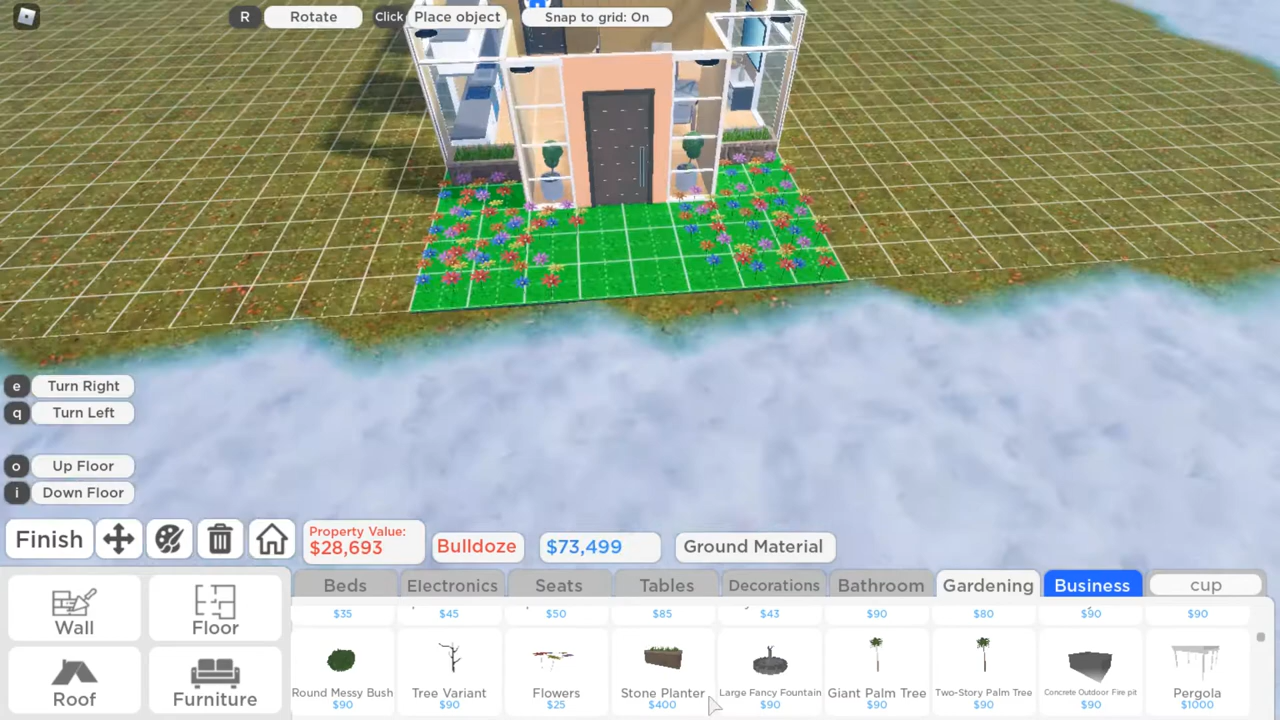 R Rotate Click Place object Snap to grid: On
e Turn Right
q Turn Left
o Up Floor
i Down Floor
Finish Property Value: $28,693 Bulldoze $73,499 Ground Material
Wall Floor Roof Furniture
Beds Electronics Seats Tables Decorations Bathroom Gardening Business cup
$35 $45 $50 $85 $43 $90 $80 $90 $90
Round Messy Bush Tree Variant Flowers Stone Planter Large Fancy Fountain Giant Palm Tree Two-Story Palm Tree Concrete Outdoor Fire pit Pergola
$90 $90 $25 $400 $90 $90 $90 $90 $1000